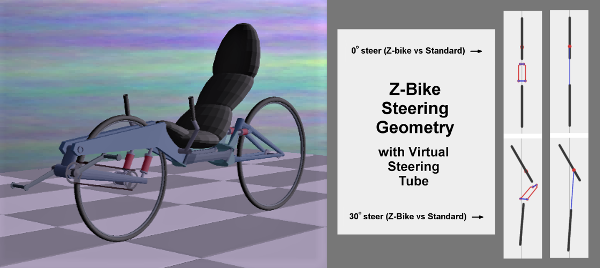 0° steer (Z-bike vs Standard)
Z-Bike
Steering
Geometry
with Virtual
Steering
Tube
30° steer (Z-Bike vs Standard)